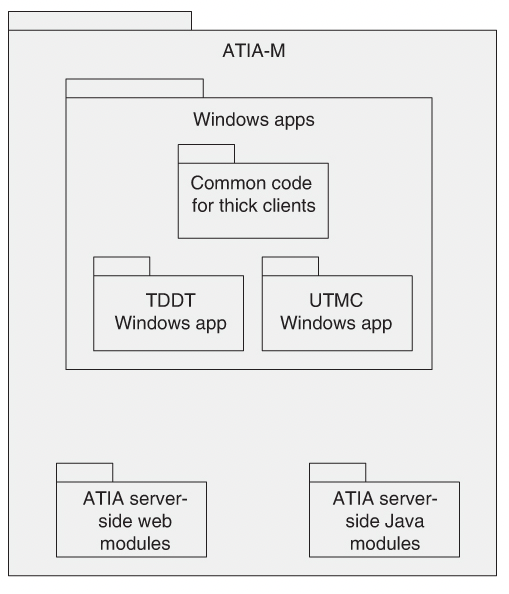 ATIA-M
Windows apps
Common code
for thick clients
TDDT
Windows app
UTMC
Windows app
ATIA server-
side web
modules
ATIA server-
side Java
modules